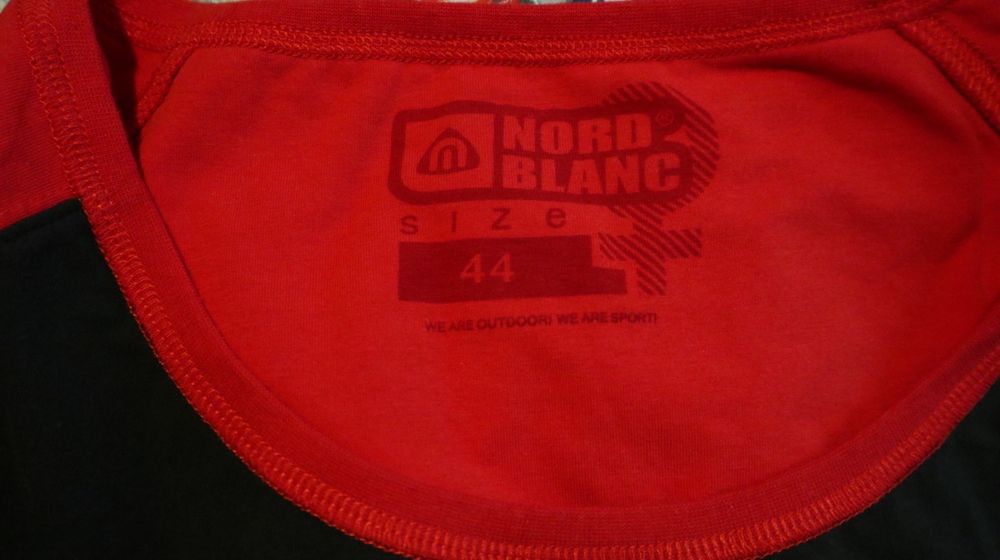 NORD®
BLANC
size
44
WE ARE OUTDOOR! WE ARE SPORT!